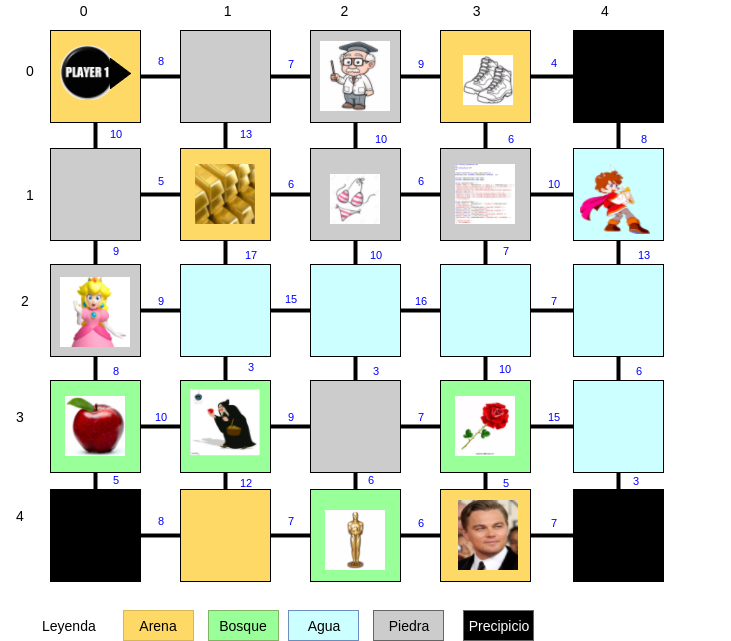 0 1 2 3 4
0 PLAYER 1 8 7 9 4
10 13 10 6 8
1 5 6 6 10
9 17 10 7 13
2 9 15 16 7
8 3 3 10 6
3 10 9 7 15
5 12 6 5 3
4 8 7 6 7
Leyenda Arena Bosque Agua Piedra Precipicio